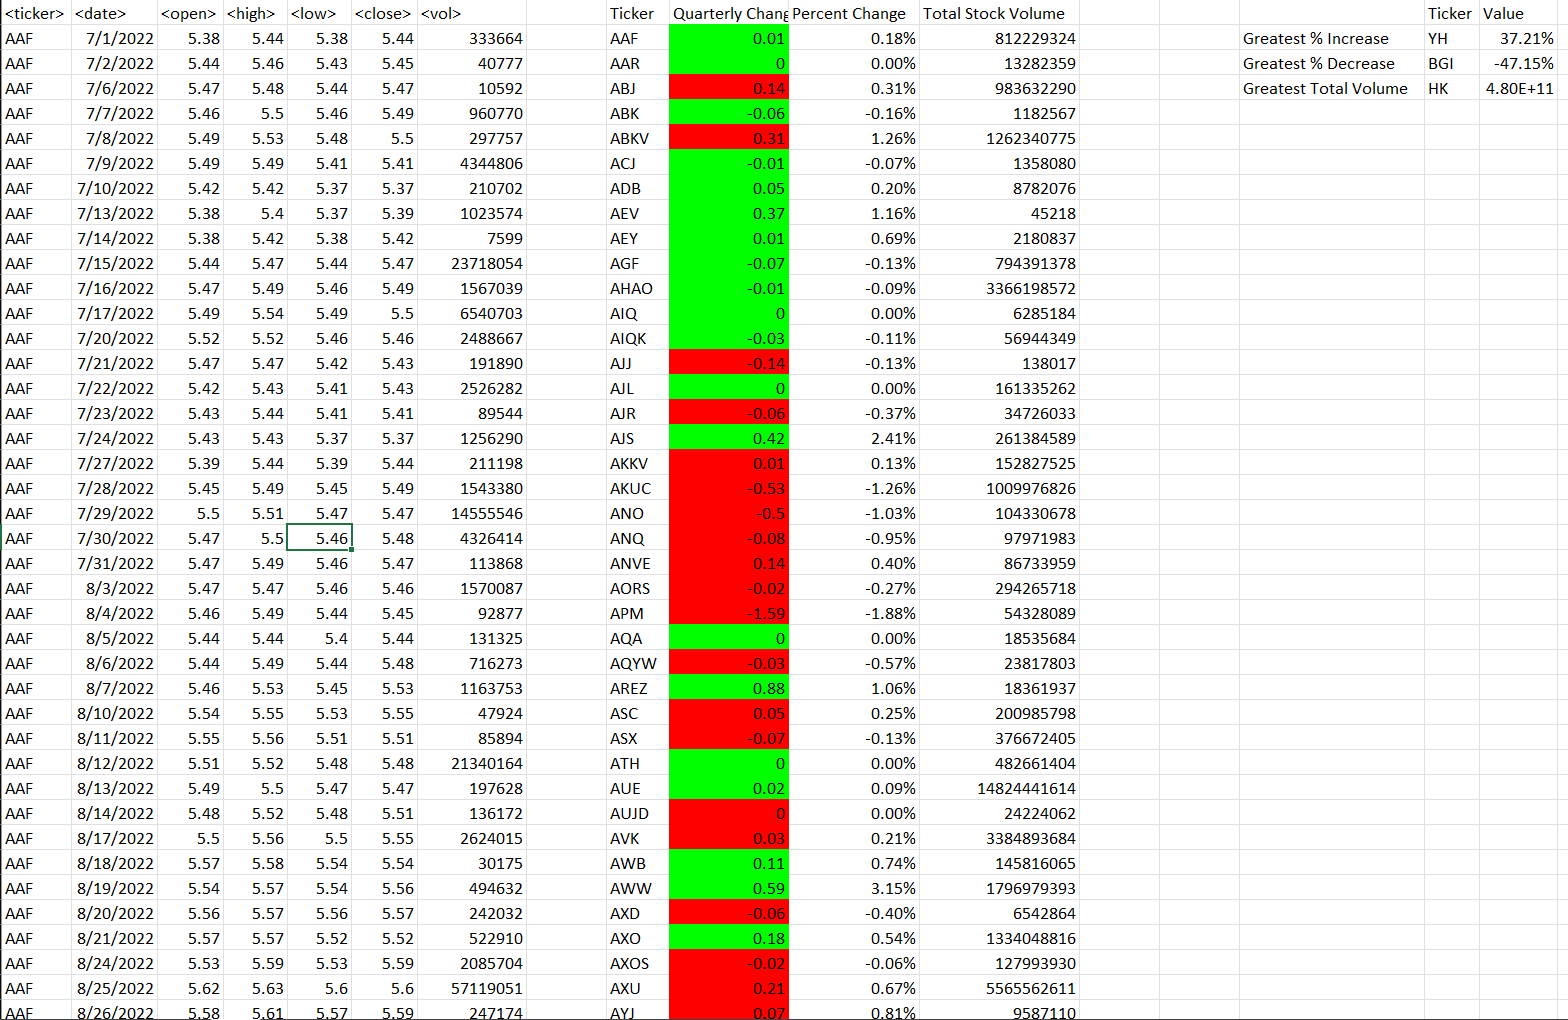 <ticker> <date> <open> <high> <low> <close> <vol> Ticker Quarterly Chang Percent Change Total Stock Volume Ticker Value
AAF 7/1/2022 5.38 5.44 5.38 5.44 333664 AAF 0.01 0.18% 812229324 Greatest % Increase YH 37.21%
AAF 7/2/2022 5.44 5.46 5.43 5.45 40777 AAR 0 0.00% 13282359 Greatest % Decrease BGI -47.15%
AAF 7/6/2022 5.47 5.48 5.44 5.47 10592 ABJ 0.14 0.31% 983632290 Greatest Total Volume HK 4.80E+11
AAF 7/7/2022 5.46 5.5 5.46 5.49 960770 ABK -0.06 -0.16% 1182567
AAF 7/8/2022 5.49 5.53 5.48 5.5 297757 ABKV 0.31 1.26% 1262340775
AAF 7/9/2022 5.49 5.49 5.41 5.41 4344806 ACJ -0.01 -0.07% 1358080
AAF 7/10/2022 5.42 5.42 5.37 5.37 210702 ADB 0.05 0.20% 8782076
AAF 7/13/2022 5.38 5.4 5.37 5.39 1023574 AEV 0.37 1.16% 45218
AAF 7/14/2022 5.38 5.42 5.38 5.42 7599 AEY 0.01 0.69% 2180837
AAF 7/15/2022 5.44 5.47 5.44 5.47 23718054 AGF -0.07 -0.13% 794391378
AAF 7/16/2022 5.47 5.49 5.46 5.49 1567039 AHAO -0.01 -0.09% 3366198572
AAF 7/17/2022 5.49 5.54 5.49 5.5 6540703 AIQ 0 0.00% 6285184
AAF 7/20/2022 5.52 5.52 5.46 5.46 2488667 AIQK -0.03 -0.11% 56944349
AAF 7/21/2022 5.47 5.47 5.42 5.43 191890 AJJ -0.14 -0.13% 138017
AAF 7/22/2022 5.42 5.43 5.41 5.43 2526282 AJL 0 0.00% 161335262
AAF 7/23/2022 5.43 5.44 5.41 5.41 89544 AJR -0.06 -0.37% 34726033
AAF 7/24/2022 5.43 5.43 5.37 5.37 1256290 AJS 0.42 2.41% 261384589
AAF 7/27/2022 5.39 5.44 5.39 5.44 211198 AKKV 0.01 0.13% 152827525
AAF 7/28/2022 5.45 5.49 5.45 5.49 1543380 AKUC -0.53 -1.26% 1009976826
AAF 7/29/2022 5.5 5.51 5.47 5.47 14555546 ANO -0.5 -1.03% 104330678
AAF 7/30/2022 5.47 5.5 5.46 5.48 4326414 ANQ -0.08 -0.95% 97971983
AAF 7/31/2022 5.47 5.49 5.46 5.47 113868 ANVE 0.14 0.40% 86733959
AAF 8/3/2022 5.47 5.47 5.46 5.46 1570087 AORS -0.02 -0.27% 294265718
AAF 8/4/2022 5.46 5.49 5.44 5.45 92877 APM -1.59 -1.88% 54328089
AAF 8/5/2022 5.44 5.44 5.4 5.44 131325 AQA 0 0.00% 18535684
AAF 8/6/2022 5.44 5.49 5.44 5.48 716273 AQYW -0.03 -0.57% 23817803
AAF 8/7/2022 5.46 5.53 5.45 5.53 1163753 AREZ 0.88 1.06% 18361937
AAF 8/10/2022 5.54 5.55 5.53 5.55 47924 ASC 0.05 0.25% 200985798
AAF 8/11/2022 5.55 5.56 5.51 5.51 85894 ASX -0.07 -0.13% 376672405
AAF 8/12/2022 5.51 5.52 5.48 5.48 21340164 ATH 0 0.00% 482661404
AAF 8/13/2022 5.49 5.5 5.47 5.47 197628 AUE 0.02 0.09% 14824441614
AAF 8/14/2022 5.48 5.52 5.48 5.51 136172 AUJD 0 0.00% 24224062
AAF 8/17/2022 5.5 5.56 5.5 5.55 2624015 AVK 0.03 0.21% 3384893684
AAF 8/18/2022 5.57 5.58 5.54 5.54 30175 AWB 0.11 0.74% 145816065
AAF 8/19/2022 5.54 5.57 5.54 5.56 494632 AWW 0.59 3.15% 1796979393
AAF 8/20/2022 5.56 5.57 5.56 5.57 242032 AXD -0.06 -0.40% 6542864
AAF 8/21/2022 5.57 5.57 5.52 5.52 522910 AXO 0.18 0.54% 1334048816
AAF 8/24/2022 5.53 5.59 5.53 5.59 2085704 AXOS -0.02 -0.06% 127993930
AAF 8/25/2022 5.62 5.63 5.6 5.6 57119051 AXU 0.21 0.67% 5565562611
AAF 8/26/2022 5.58 5.61 5.57 5.59 247174 AYJ 0.07 0.81% 9587110